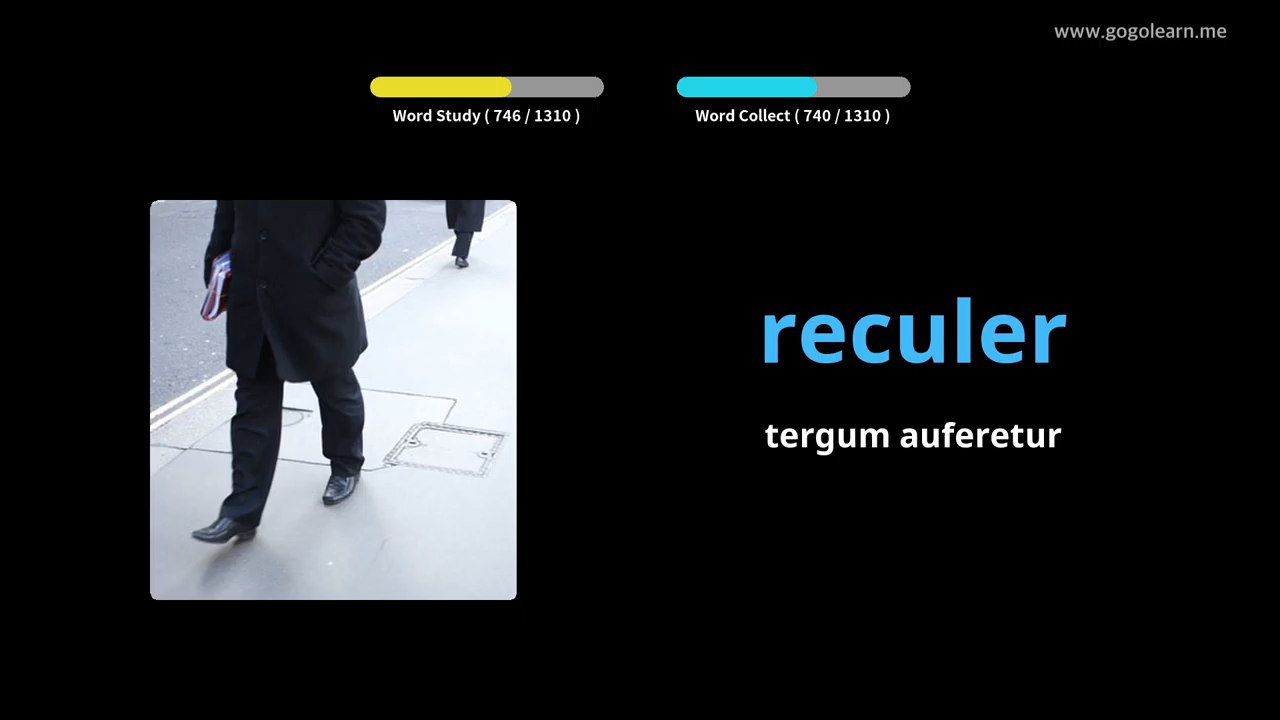 www.gogolearn.me
Word Study ( 746 / 1310 )
Word Collect ( 740 / 1310 )
reculer
tergum auferetur